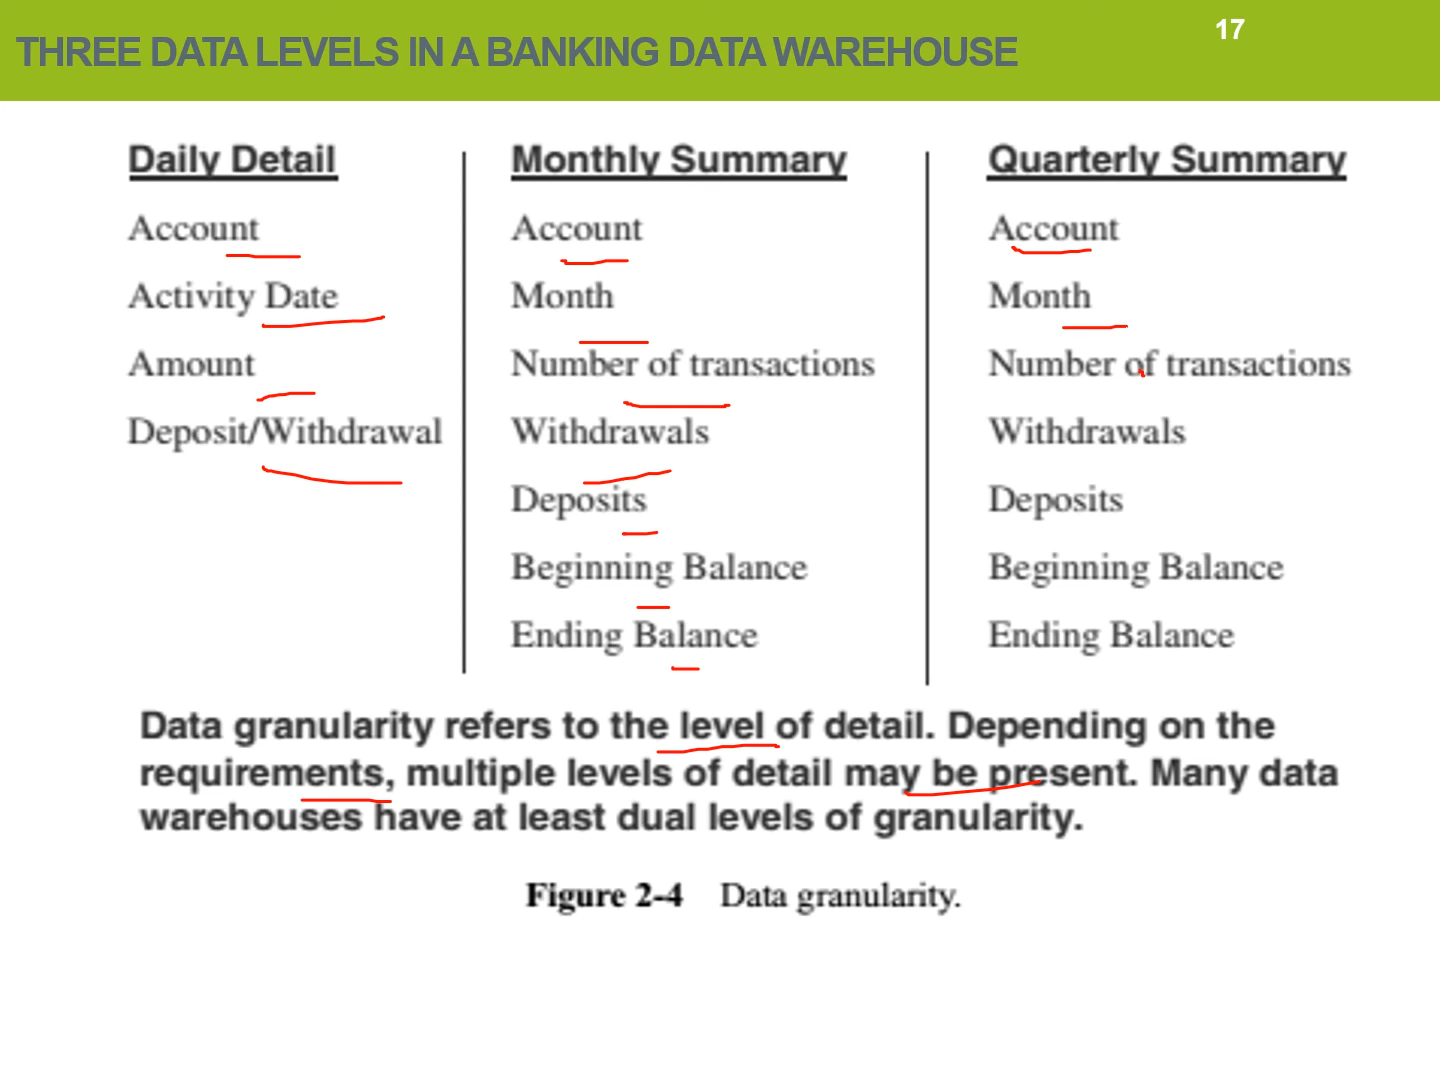 THREE DATA LEVELS IN A BANKING DATA WAREHOUSE
17
Daily Detail
Account
Activity Date
Amount
Deposit/Withdrawal
Monthly Summary
Account
Month
Number of transactions
Withdrawals
Deposits
Beginning Balance
Ending Balance
Quarterly Summary
Account
Month
Number of transactions
Withdrawals
Deposits
Beginning Balance
Ending Balance
Data granularity refers to the level of detail. Depending on the
requirements, multiple levels of detail may be present. Many data
warehouses have at least dual levels of granularity.
Figure 2-4 Data granularity.